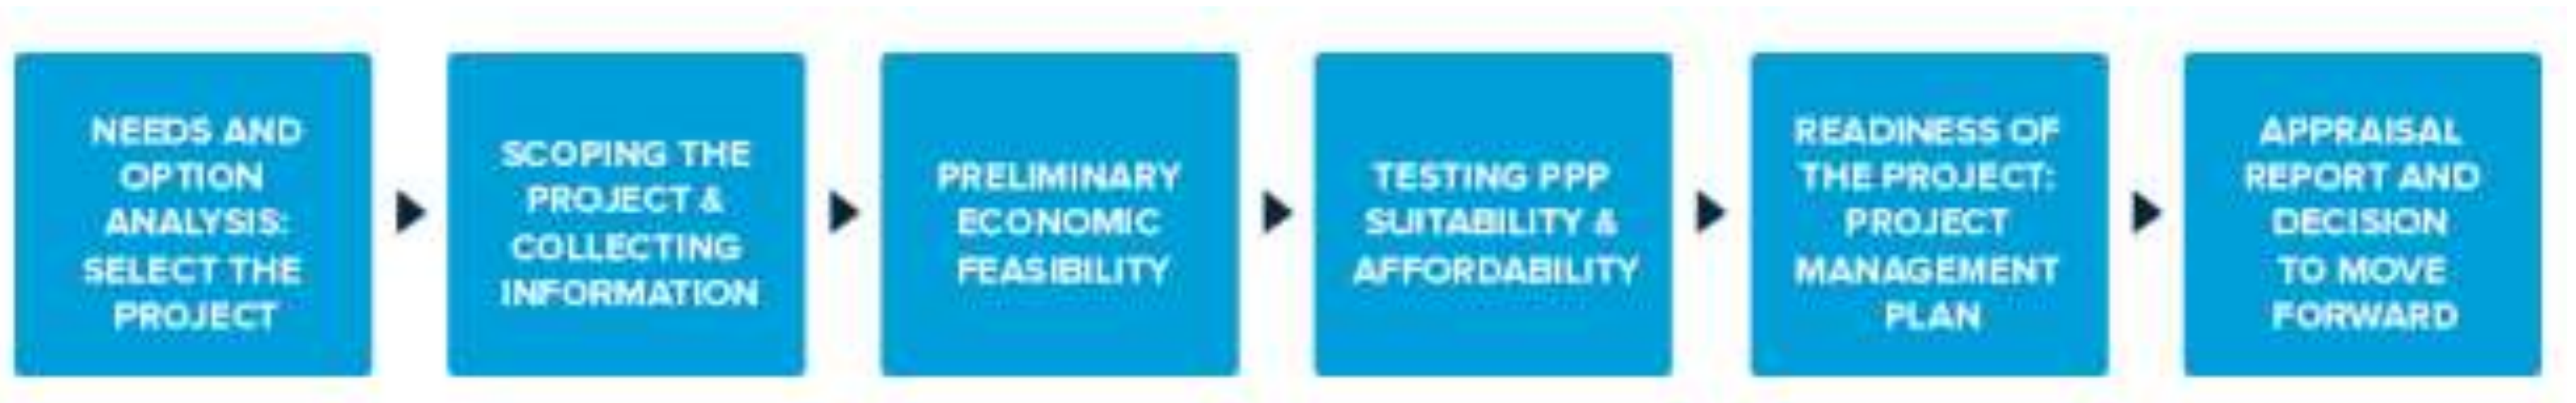 NEEDS AND
OPTION
ANALYSIS:
SELECT THE
PROJECT
SCOPING THE
PROJECT &
COLLECTING
INFORMATION
PRELIMINARY
ECONOMIC
FEASIBILITY
TESTING PPP
SUITABILITY &
AFFORDABILITY
READINESS OF
THE PROJECT:
PROJECT
MANAGEMENT
PLAN
APPRAISAL
REPORT AND
DECISION
TO MOVE
FORWARD